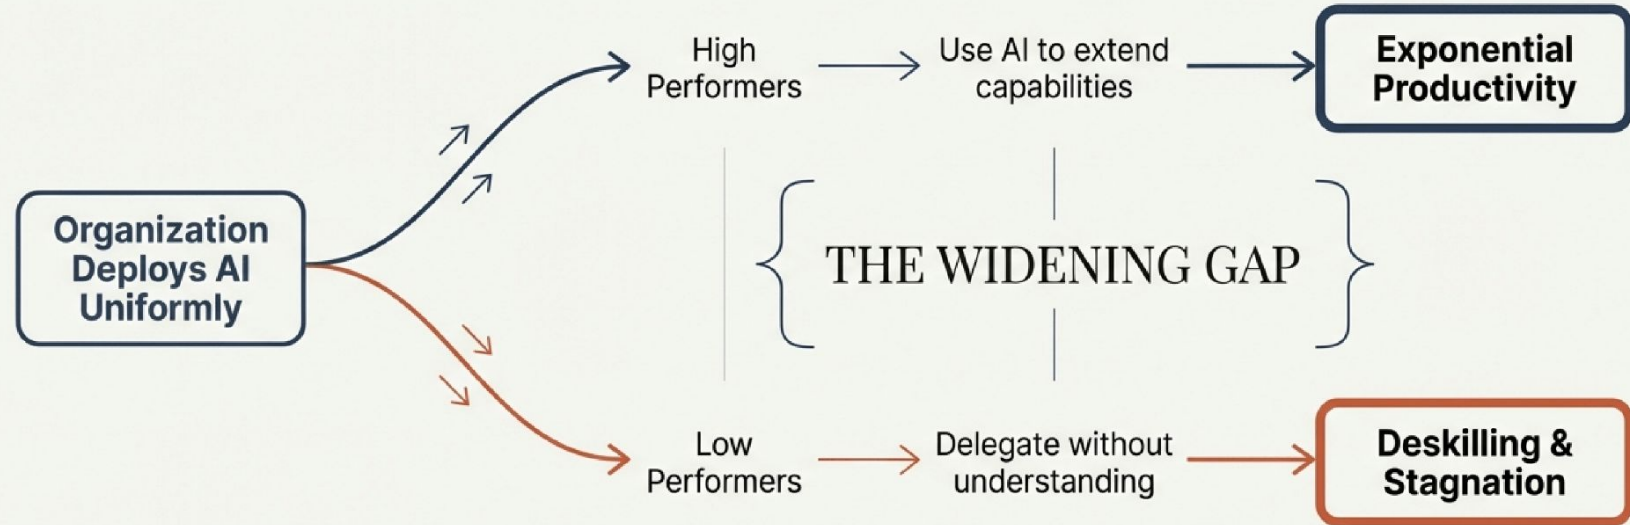 Organization
Deploys AI
Uniformly
High
Performers
Use AI to extend
capabilities
Exponential
Productivity
THE WIDENING GAP
Low
Performers
Delegate without
understanding
Deskilling &
Stagnation